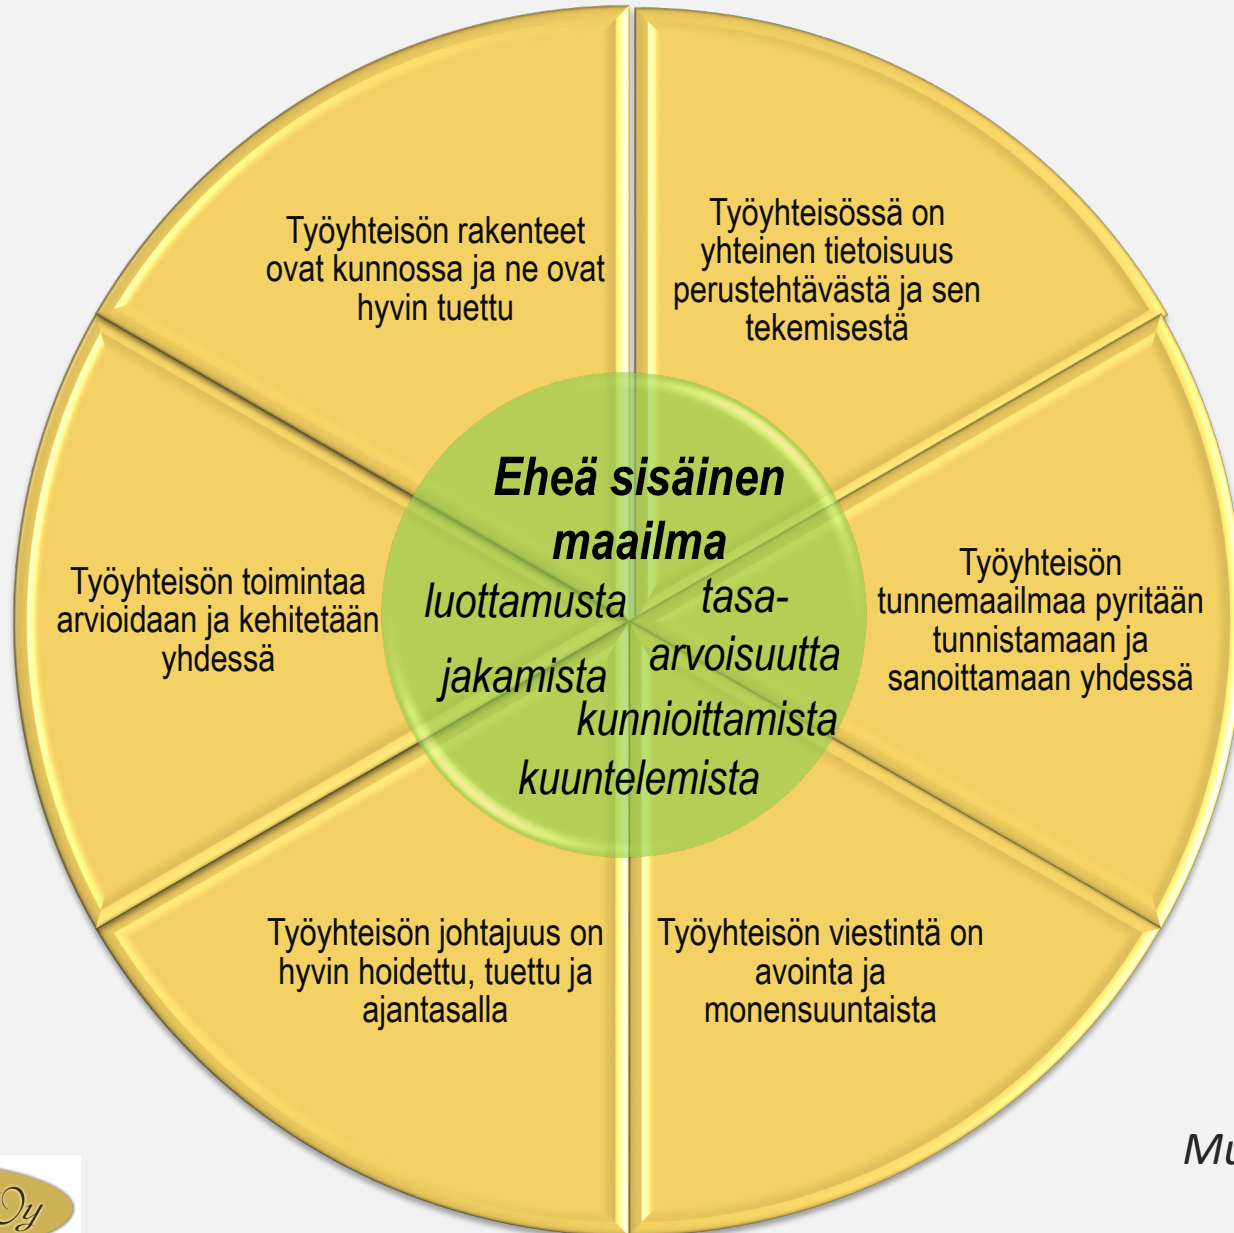 Työyhteisön rakenteet
ovat kunnossa ja ne ovat
hyvin tuettu
Työyhteisössä on
yhteinen tietoisuus
perustehtävästä ja sen
tekemisestä
Työyhteisön
tunnemaailmaa pyritään
tunnistamaan ja
sanoittamaan yhdessä
Työyhteisön viestintä on
avointa ja
monensuuntaista
Työyhteisön johtajuus on
hyvin hoidettu, tuettu ja
ajantasalla
Työyhteisön toimintaa
arvioidaan ja kehitetään
yhdessä
Eheä sisäinen
maailma
luottamusta
tasa-
arvoisuutta
jakamista
kunnioittamista
kuuntelemista
Mu
Oy